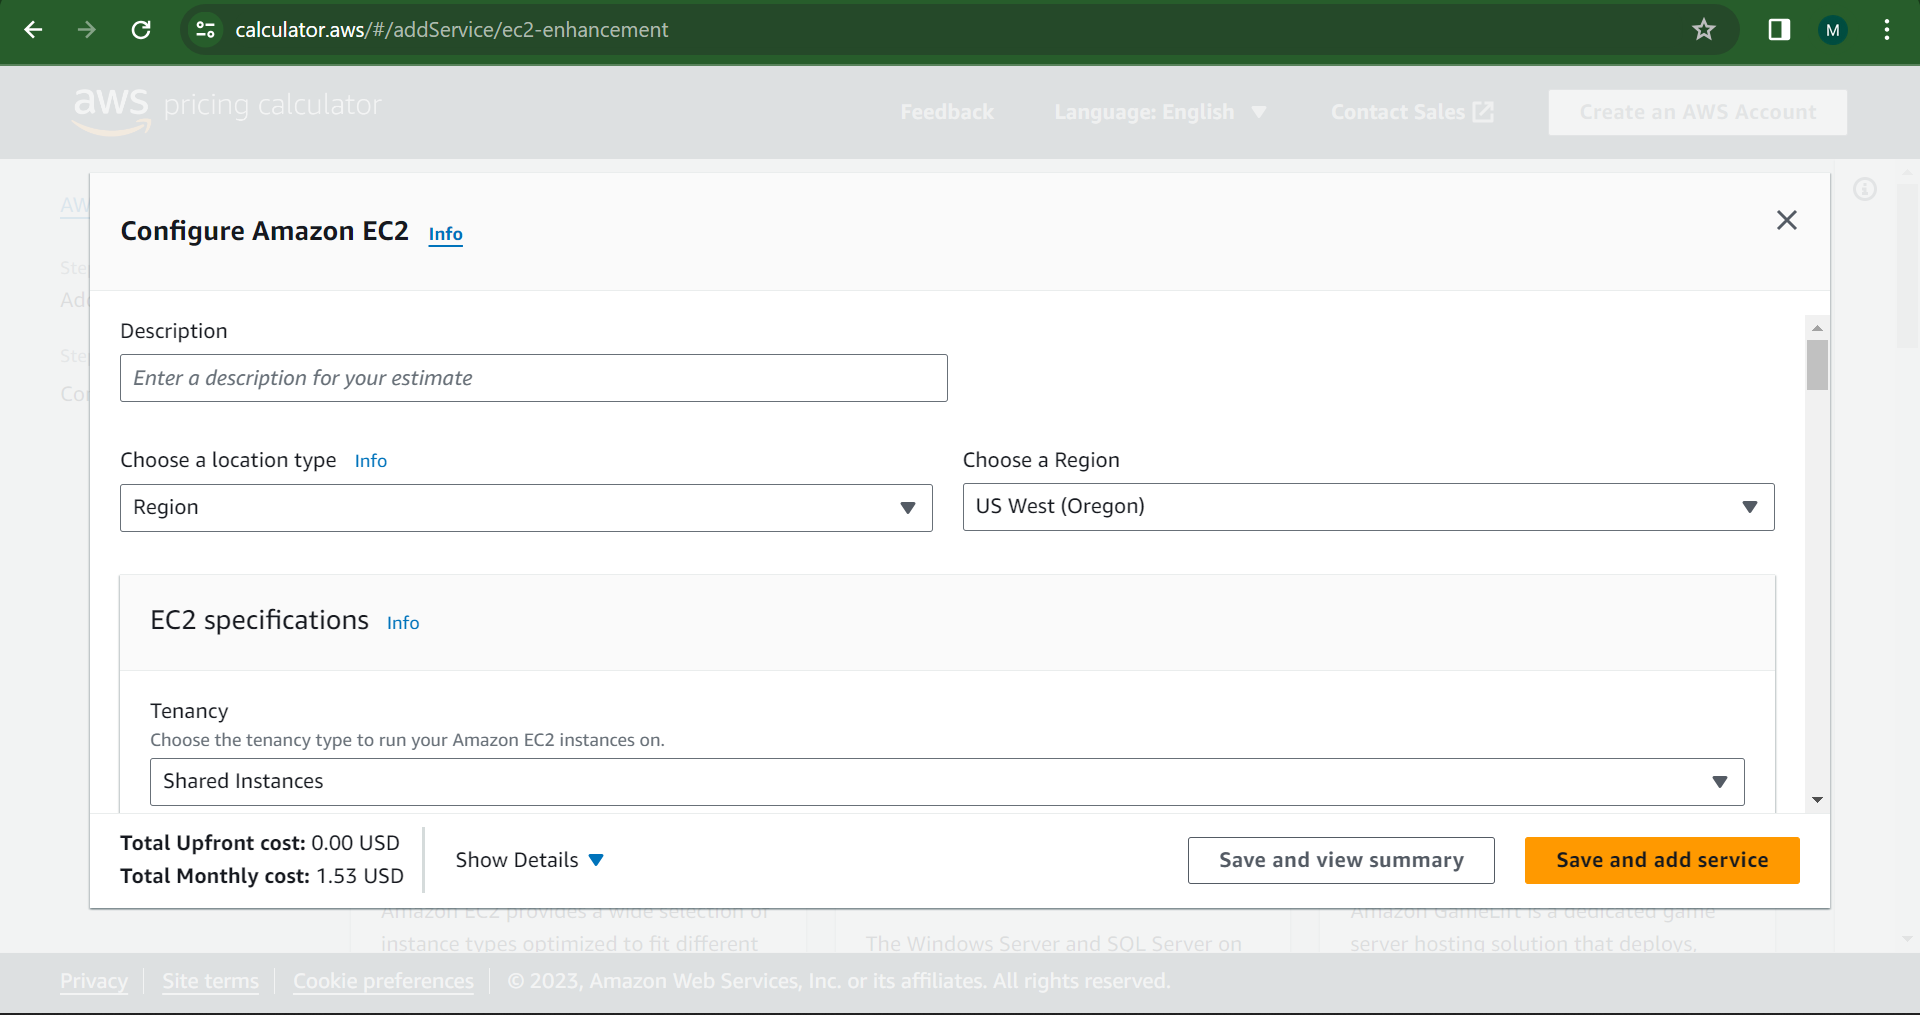 calculator.aws/#/addService/ec2-enhancement
M
aws pricing calculator
Feedback
Language: English
Contact Sales
Create an AWS Account
AW
Configure Amazon EC2 Info
Ste
Add
Description
Ste
Enter a description for your estimate
Con
Choose a location type Info
Choose a Region
Region
US West (Oregon)
EC2 specifications Info
Tenancy
Choose the tenancy type to run your Amazon EC2 instances on.
Shared Instances
Total Upfront cost: 0.00 USD
Total Monthly cost: 1.53 USD
Show Details
Save and view summary
Save and add service
Amazon EC2 provides a wide selection of
instance types optimized to fit different
The Windows Server and SQL Server on
Amazon GameLift is a dedicated game
server hosting solution that deploys,
Privacy
Site terms
Cookie preferences
© 2023, Amazon Web Services, Inc. or its affiliates. All rights reserved.